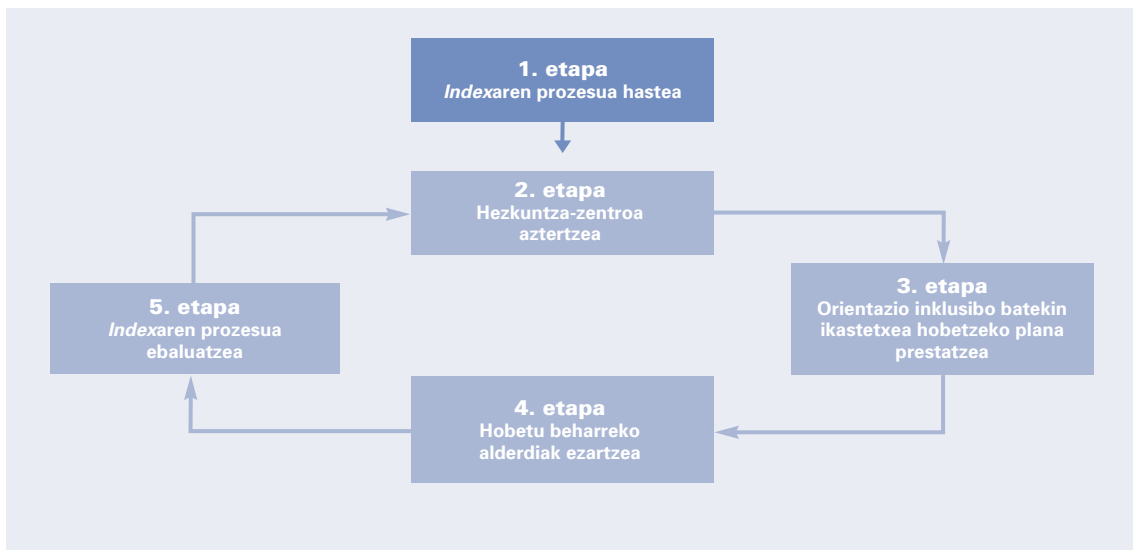 1. etapa
Indexaren prozesua hastea
2. etapa
Hezkuntza-zentroa
aztertzea
3. etapa
Orientazio inklusibo batekin
ikastetxea hobetzeko plana
prestatzea
4. etapa
Hobetu beharreko
alderdiak ezartzea
5. etapa
Indexaren prozesua
ebaluatzea